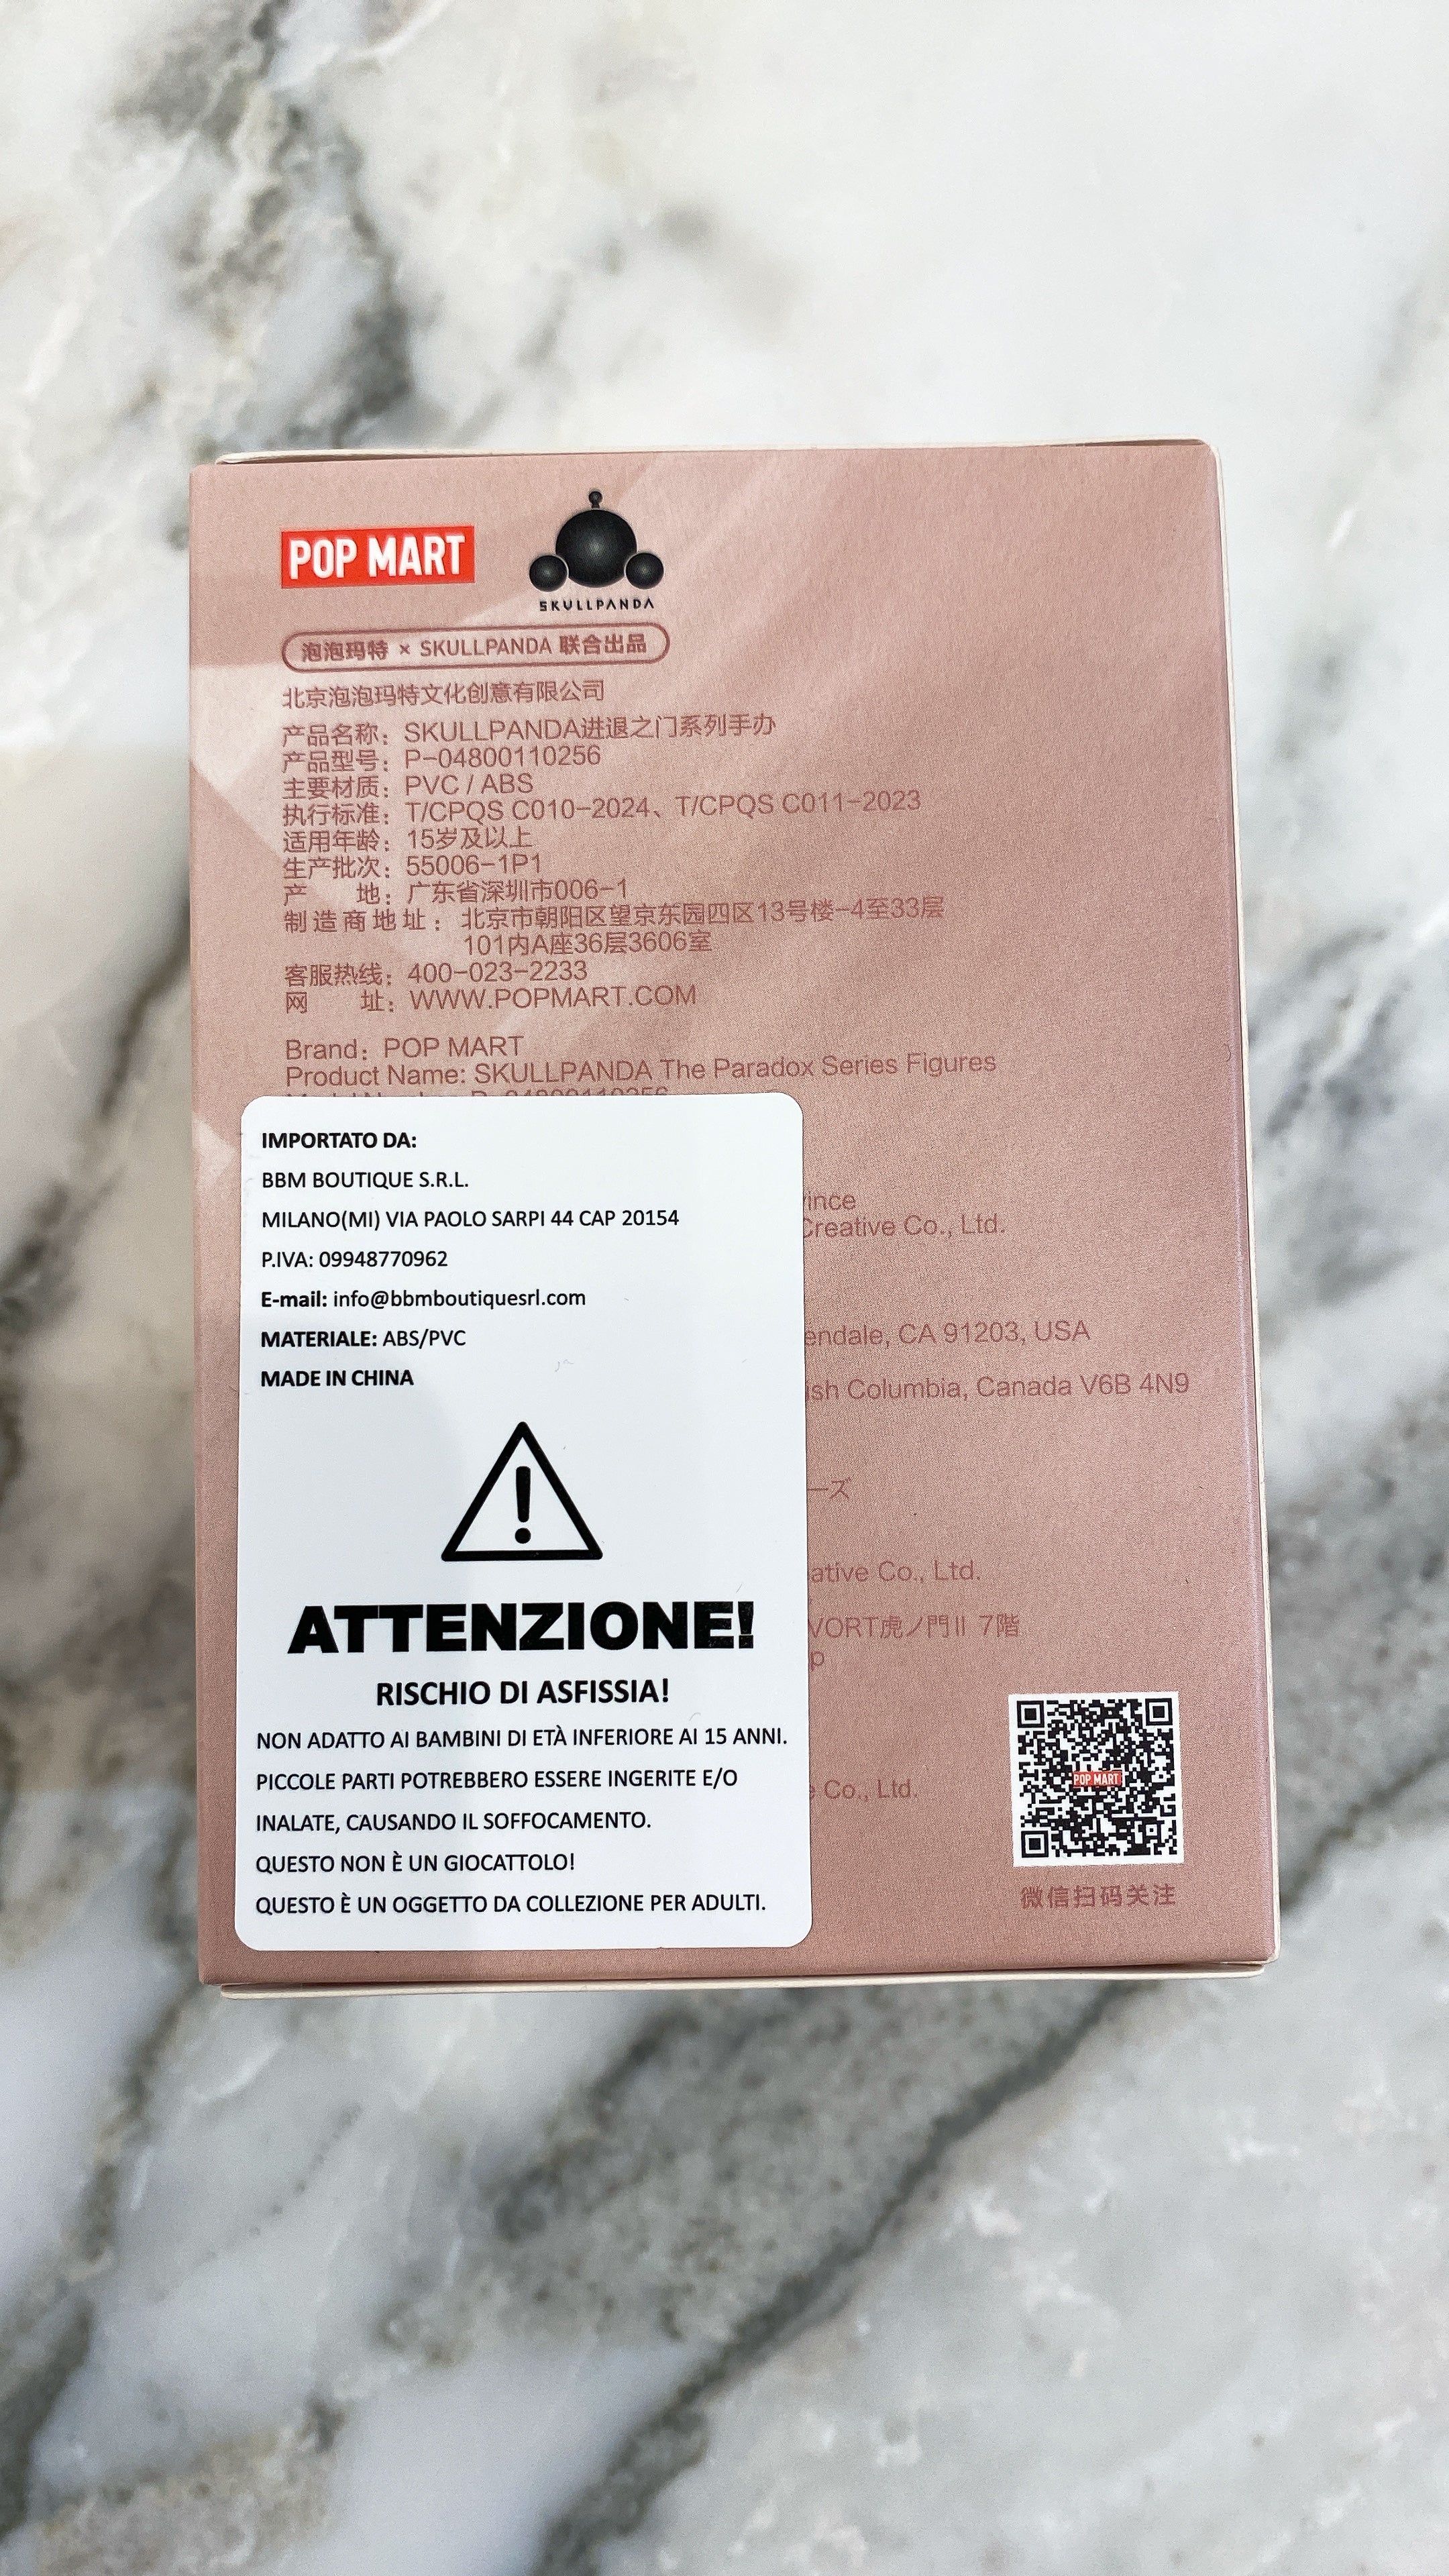 POP MART
SKULLPANDA
泡泡玛特 × SKULLPANDA 联合出品
北京泡泡玛特文化创意有限公司
产品名称：SKULLPANDA进退之门系列手办
产品型号：P-04800110256
主要材质：PVC / ABS
执行标准：T/CPQS C010-2024、T/CPQS C011-2023
适用年龄：15岁及以上
生产批次：55006-1P1
产 地：广东省深圳市006-1
制造商地址：北京市朝阳区望京东园四区13号楼-4至33层
101内A座36层3606室
客服热线：400-023-2233
网 址：WWW.POPMART.COM
Brand：POP MART
Product Name: SKULLPANDA The Paradox Series Figures
IMPORTATO DA:
BBM BOUTIQUE S.R.L.
MILANO(MI) VIA PAOLO SARPI 44 CAP 20154
P.IVA: 09948770962
E-mail: info@bbmboutiquesrl.com
MATERIALE: ABS/PVC
MADE IN CHINA
ATTENZIONE!
RISCHIO DI ASFISSIA!
NON ADATTO AI BAMBINI DI ETÀ INFERIORE AI 15 ANNI.
PICCOLE PARTI POTREBBERO ESSERE INGERITE E/O
INALATE, CAUSANDO IL SOFFOCAMENTO.
QUESTO NON È UN GIOCATTOLO!
QUESTO È UN OGGETTO DA COLLEZIONE PER ADULTI.
Creative Co., Ltd.
CA 91203, USA
Columbia, Canada V6B 4N9
Co., Ltd.
VORT虎ノ門II 7階
Co., Ltd.
POP MART
微信扫码关注